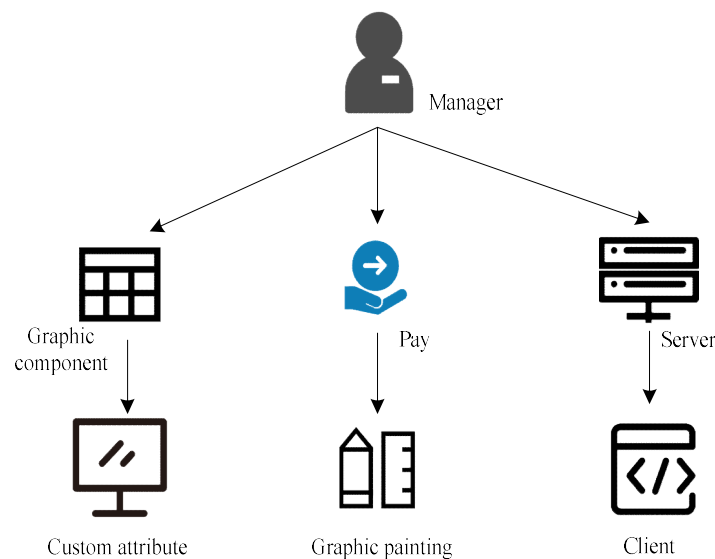 Manager
Graphic
component
Pay
Server
Custom attribute
Graphic painting
Client